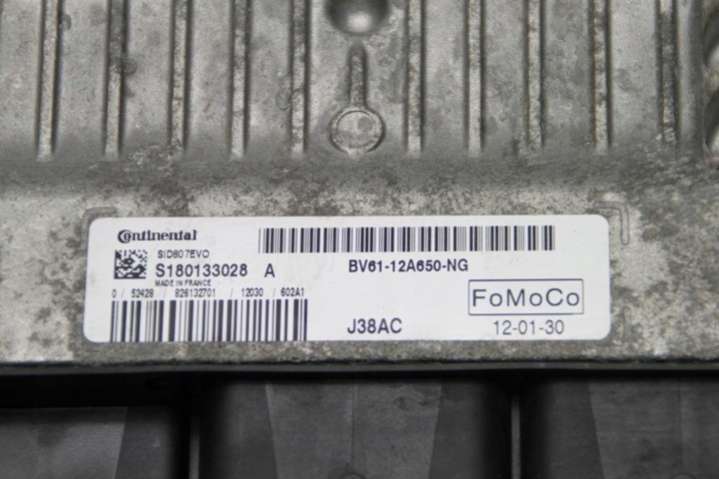 Continental
SID807EVO
S180133028 A
MADE IN FRANCE
0 / 52428 / 826132701 / 12030 / 602A1
BV61-12A650-NG
FoMoCo
J38AC
12-01-30